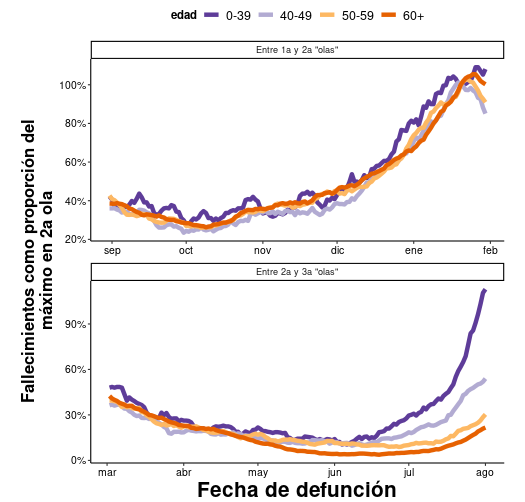 edad 0-39 40-49 50-59 60+
Entre 1a y 2a "olas"
100%
80%
60%
40%
20%
sep oct nov dic ene feb
Entre 2a y 3a "olas"
90%
60%
30%
0%
mar abr may jun jul ago
Fallecimientos como proporción del
máximo en 2a ola
Fecha de defunción